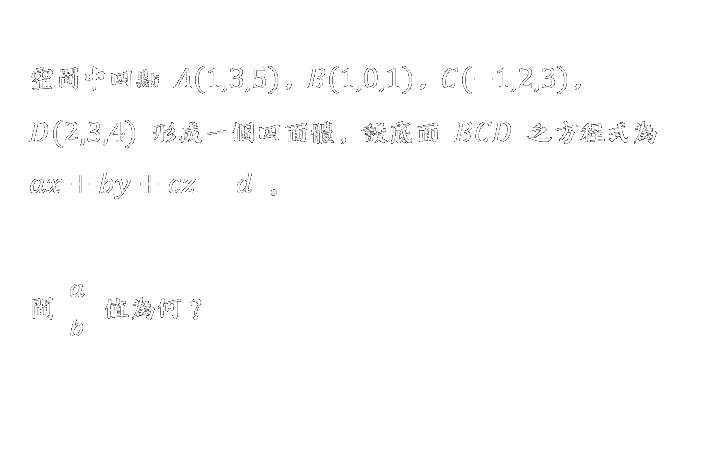 空間中四點 A(1,3,5),B(1,0,1),C(−1,2,3),
D(2,3,4) 形成一個四面體,設底面 BCD 之方程式為
ax + by + cz = d 。
問 a/b 值為何?